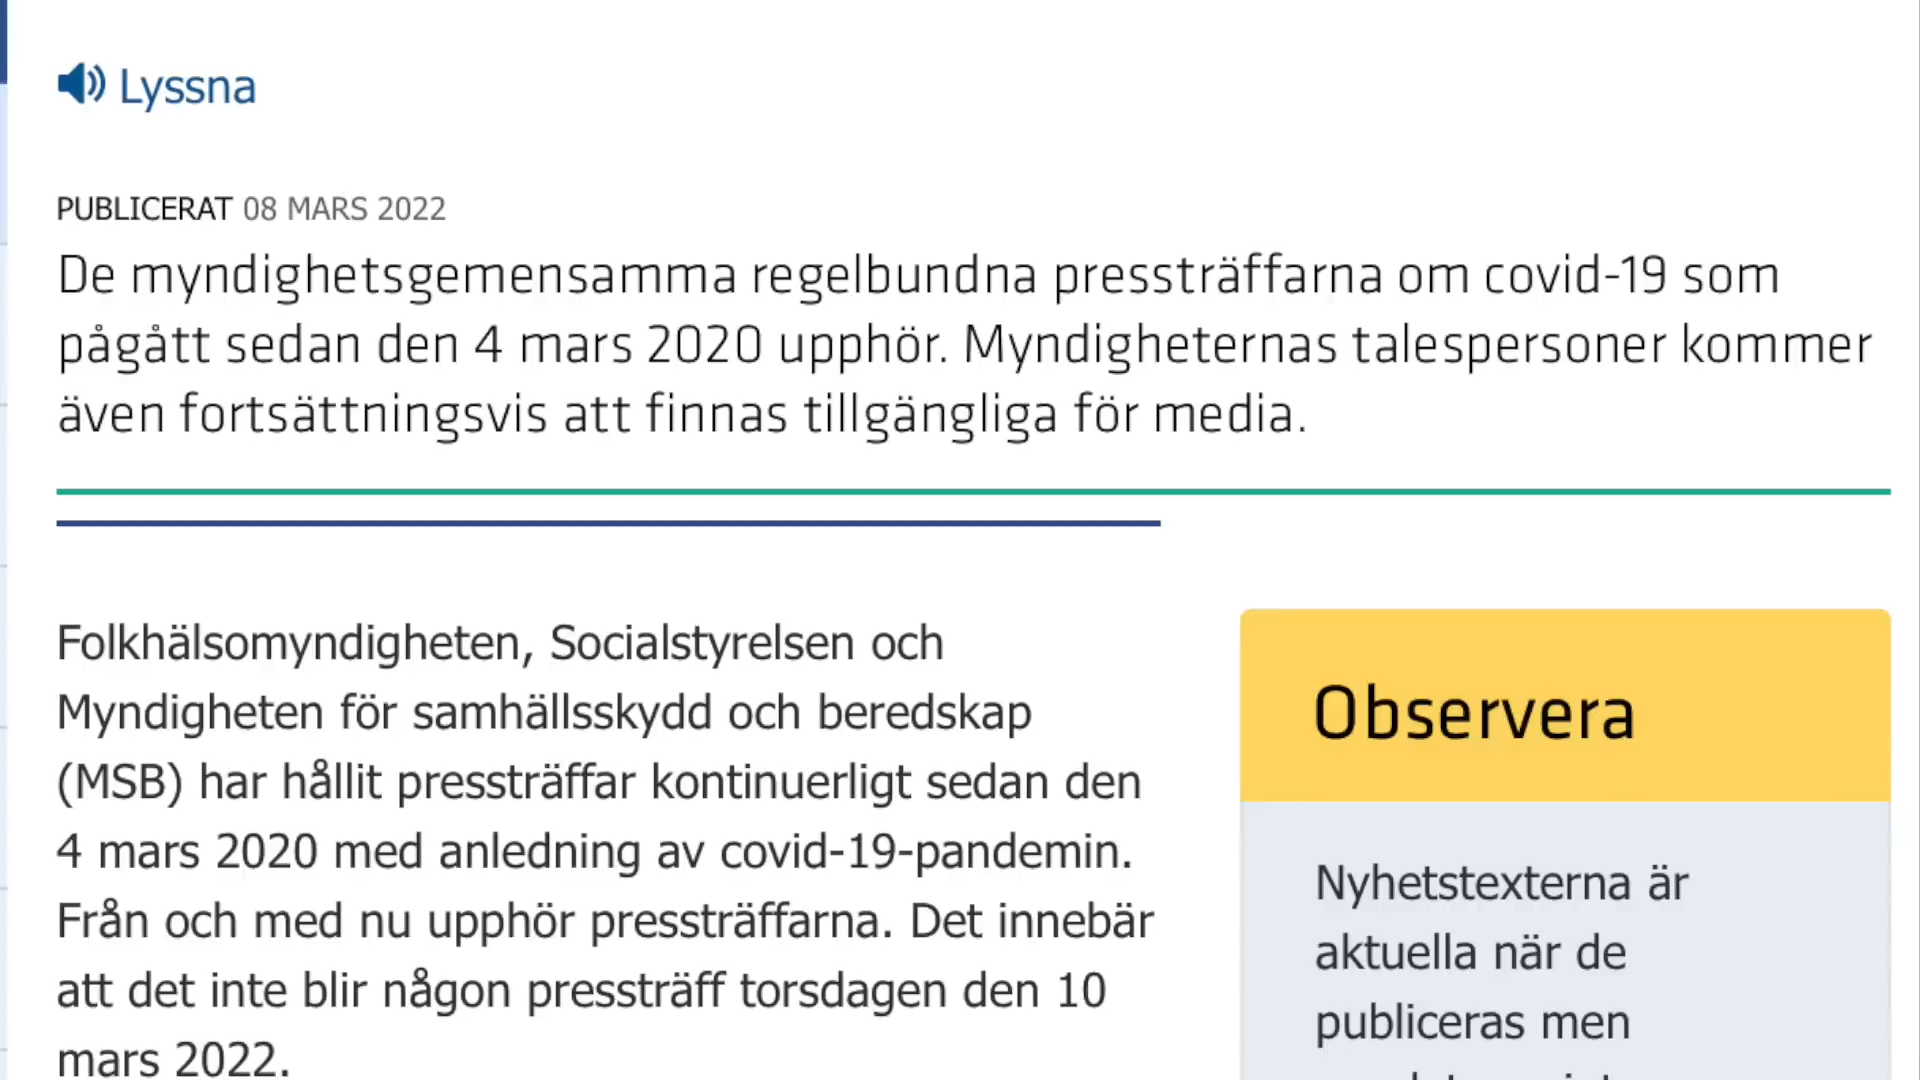 Lyssna
PUBLICERAT 08 MARS 2022
De myndighetsgemensamma regelbundna pressträffarna om covid-19 som
pågått sedan den 4 mars 2020 upphör. Myndigheternas talespersoner kommer
även fortsättningsvis att finnas tillgängliga för media.
Folkhälsomyndigheten, Socialstyrelsen och
Myndigheten för samhällsskydd och beredskap
(MSB) har hållit pressträffar kontinuerligt sedan den
4 mars 2020 med anledning av covid-19-pandemin.
Från och med nu upphör pressträffarna. Det innebär
att det inte blir någon pressträff torsdagen den 10
mars 2022.
Observera
Nyhetstexterna är
aktuella när de
publiceras men